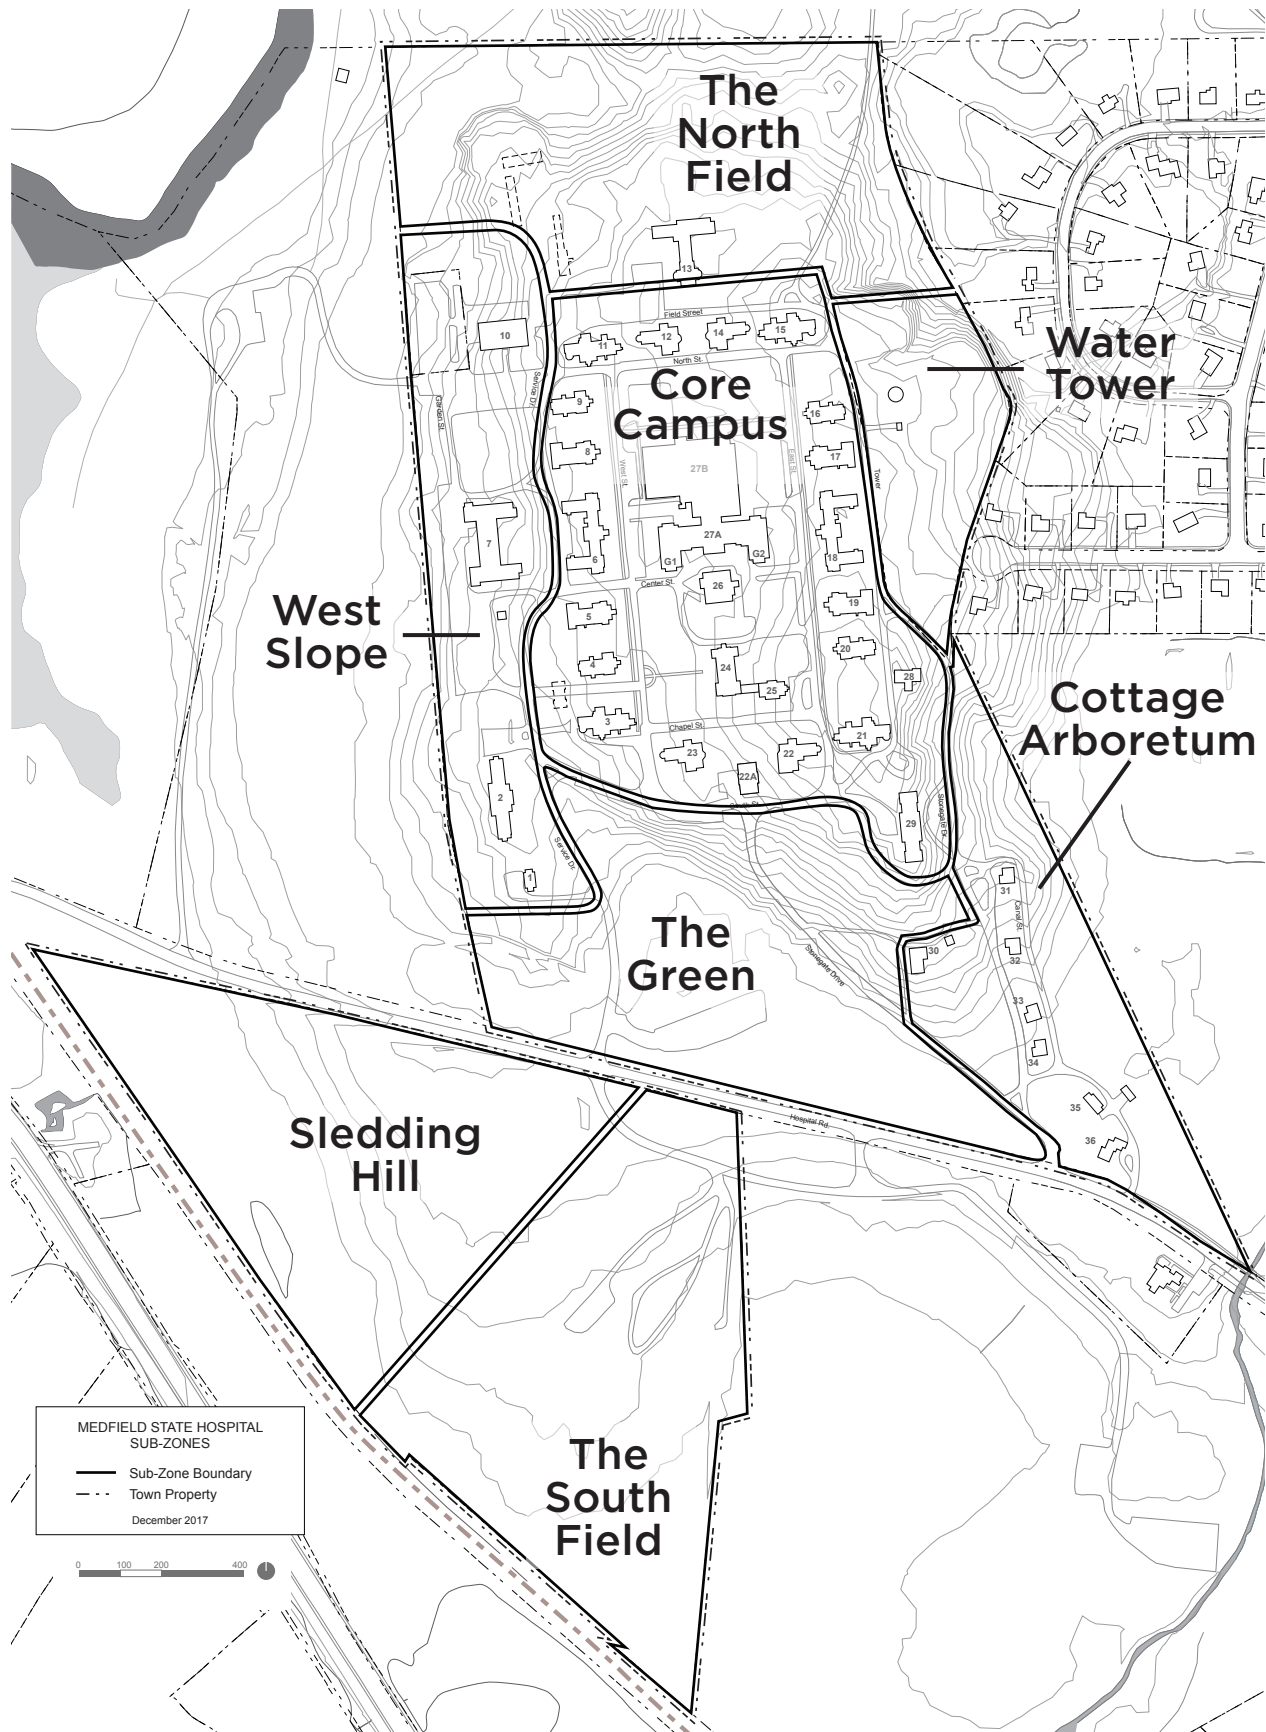 The
North
Field
13
Field Street
10
11
12
14
15
North St.
Water
Tower
Core
Campus
Service Dr.
Garden St.
9
16
8
West St.
27B
East St.
17
Tower
7
6
27A
G1
G2
18
Center St.
26
West
Slope
5
19
4
20
24
28
25
3
Chapel St.
21
Cottage
Arboretum
23
22
22A
2
South St.
29
Stonegate Dr.
Service Dr.
1
31
Canal St.
The
Green
30
32
Stonegate Drive
33
34
35
36
Hospital Rd.
Sledding
Hill
The
South
Field
MEDFIELD STATE HOSPITAL
SUB-ZONES
Sub-Zone Boundary
Town Property
December 2017
0 100 200 400